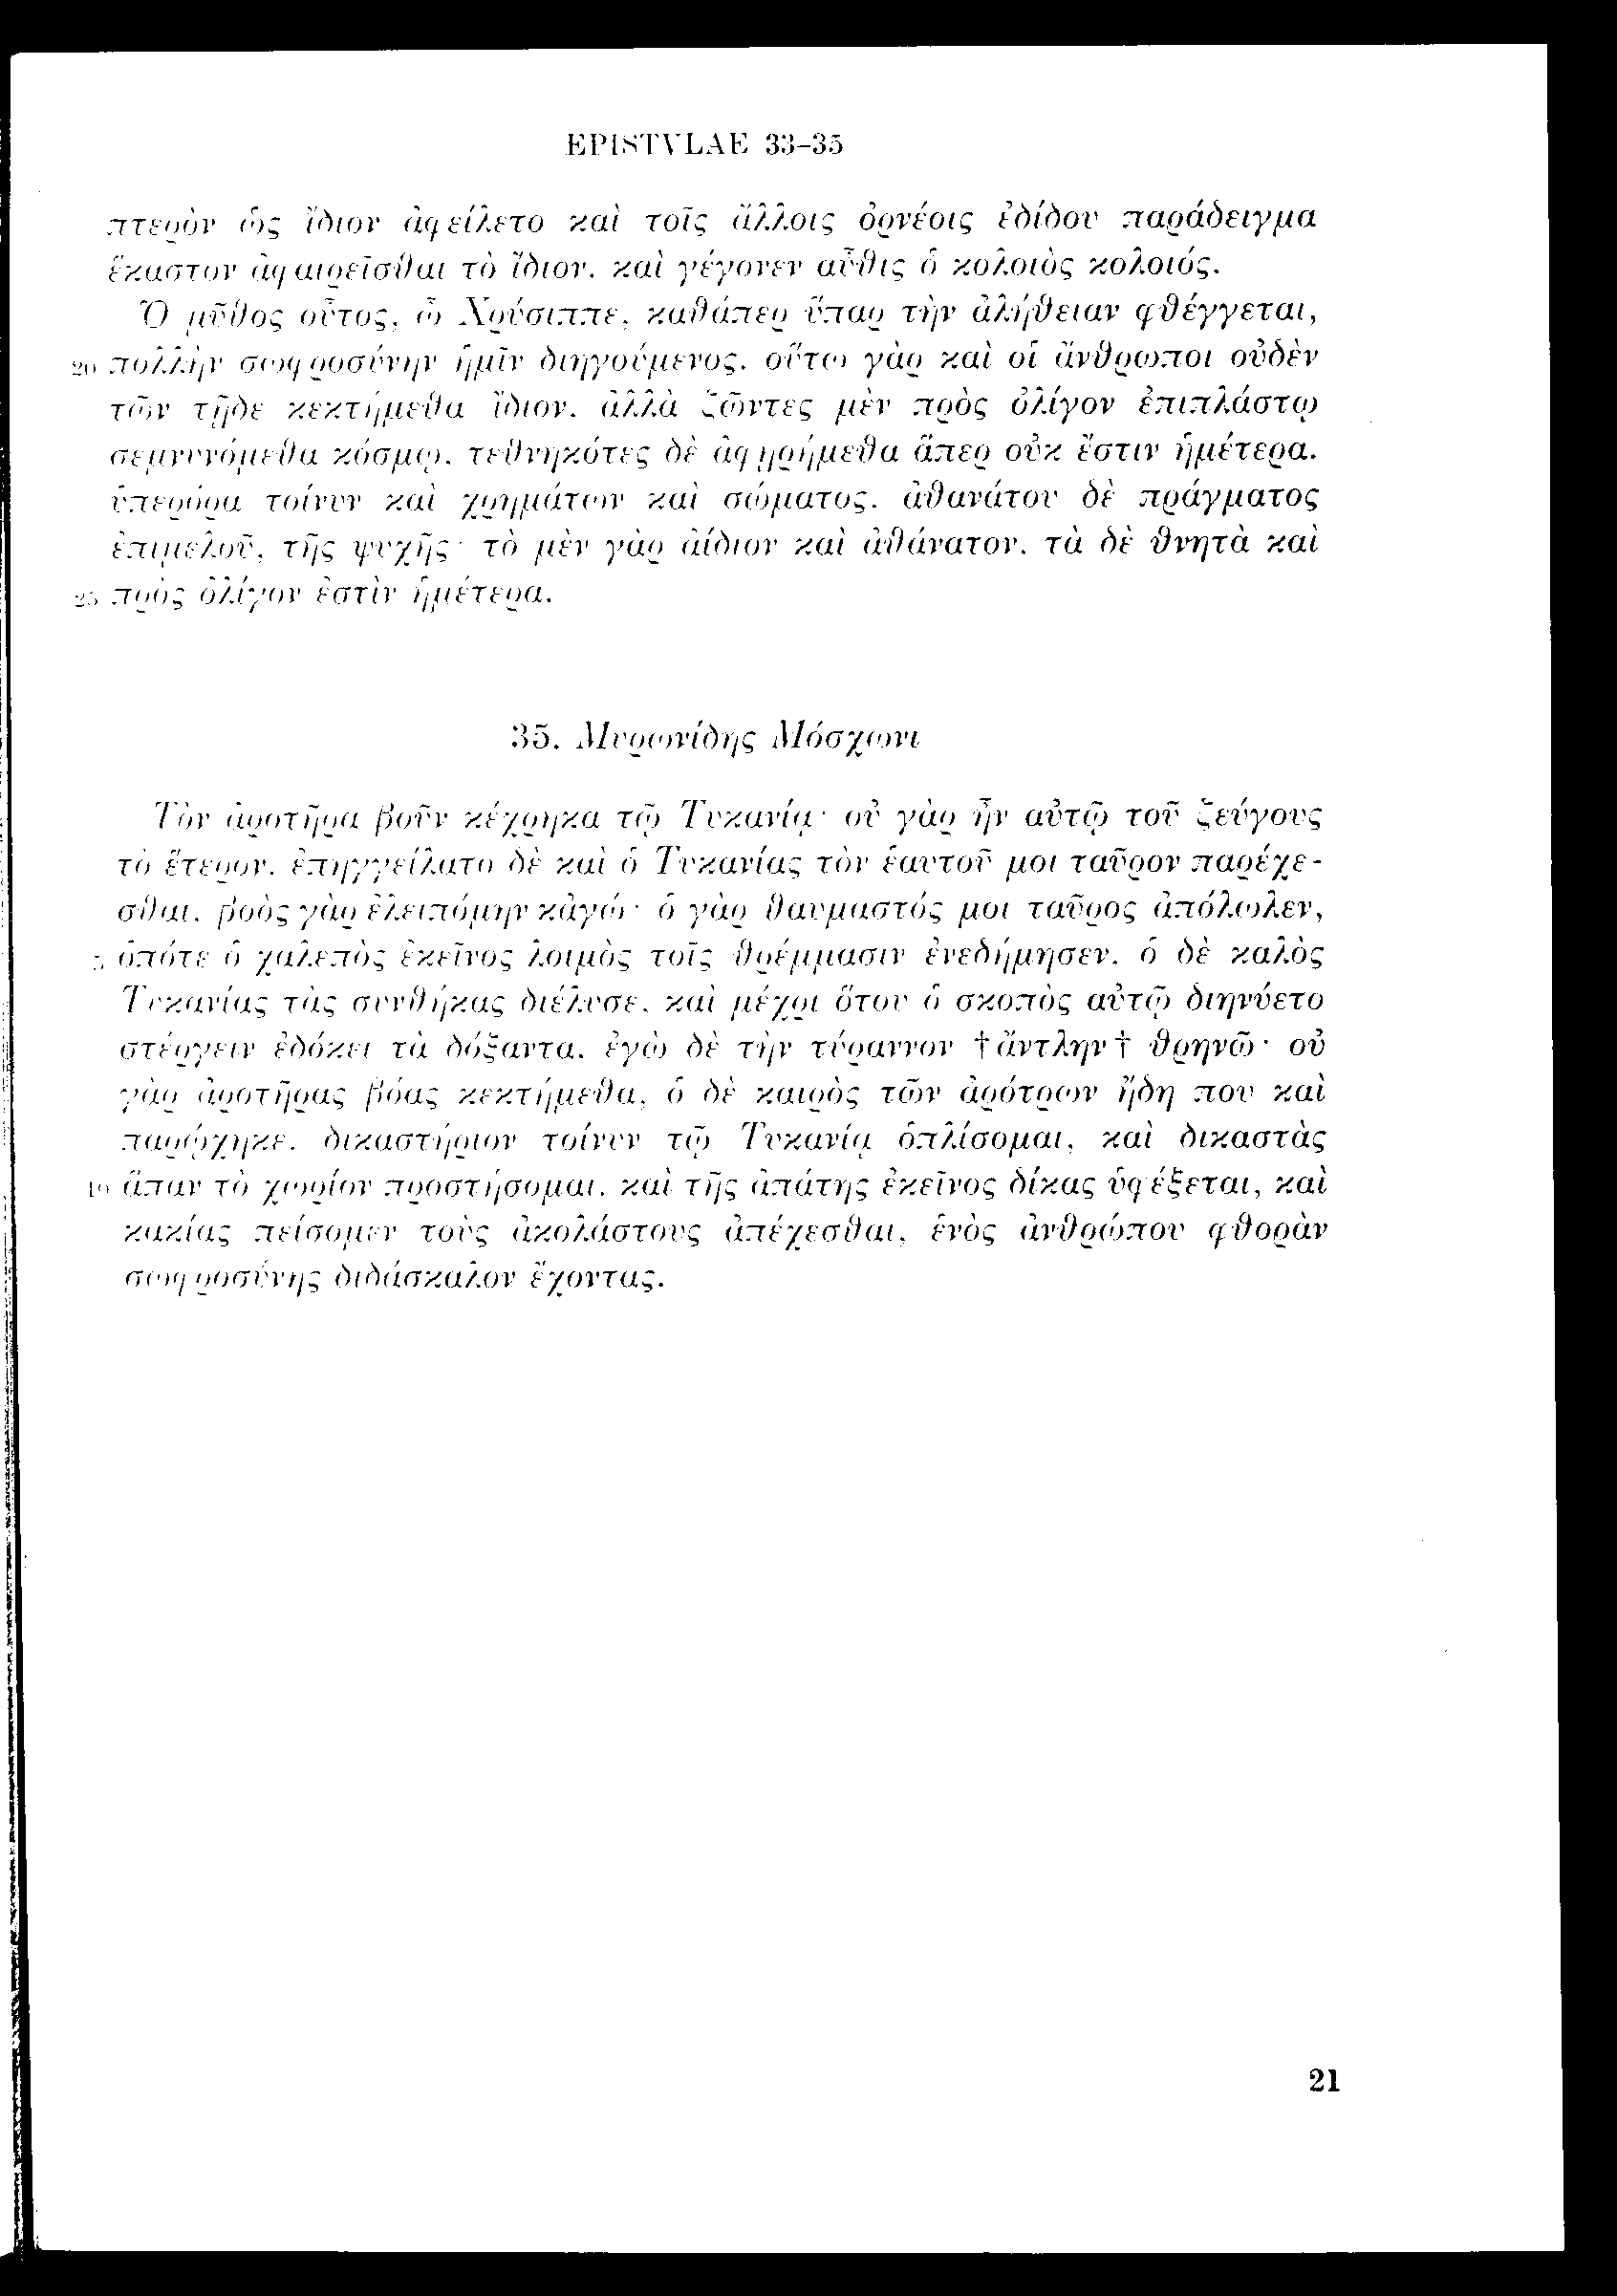 EPISTVLAE 33-35
πτερὸν ὡς ἴδιον ἀφείλετο καὶ τοῖς ἄλλοις ὀρνέοις ἐδίδου παράδειγμα
ἕκαστον ἀφαιρεῖσθαι τὸ ἴδιον. καὶ γέγονεν αὖθις ὁ κολοιὸς κολοιός.
Ὁ μῦθος οὗτος, ὦ Χρύσιππε, καθάπερ ὕπαρ τὴν ἀλήθειαν φθέγγεται,
20 πολλὴν σωφροσύνην ἡμῖν διηγούμενος. οὕτω γὰρ καὶ οἱ ἄνθρωποι οὐδὲν
τῶν τῇδε κεκτήμεθα ἴδιον. ἀλλὰ ζῶντες μὲν πρὸς ὀλίγον ἐπιπλάστῳ
σεμνυνόμεθα κόσμῳ. τεθνηκότες δὲ ἀφῃρήμεθα ἅπερ οὐκ ἔστιν ἡμέτερα.
ὑπερόρα τοίνυν καὶ χρημάτων καὶ σώματος. ἀθανάτου δὲ πράγματος
ἐπιμελοῦ, τῆς ψυχῆς· τὸ μὲν γὰρ ἀίδιον καὶ ἀθάνατον. τὰ δὲ θνητὰ καὶ
25 πρὸς ὀλίγον ἐστὶν ἡμέτερα.
35. Μυρωνίδης Μόσχωνι
Τὸν ἀροτῆρα βοῦν κέχρηκα τῷ Τυκανίᾳ· οὐ γὰρ ἦν αὐτῷ τοῦ ζεύγους
τὸ ἕτερον. ἐπηγγείλατο δὲ καὶ ὁ Τυκανίας τὸν ἑαυτοῦ μοι ταῦρον παρέχε-
σθαι. βοὸς γὰρ ἐλειπόμην κἀγώ· ὁ γὰρ θαυμαστός μοι ταῦρος ἀπόλωλεν,
5 ὁπότε ὁ χαλεπὸς ἐκεῖνος λοιμὸς τοῖς θρέμμασιν ἐνεδήμησεν. ὁ δὲ καλὸς
Τυκανίας τὰς συνθήκας διέλυσε. καὶ μέχρι ὅτου ὁ σκοπὸς αὐτῷ διηνύετο
στέργειν ἐδόκει τὰ δόξαντα. ἐγὼ δὲ τὴν τύραννον †ἄντλην† θρηνῶ· οὐ
γὰρ ἀροτῆρας βόας κεκτήμεθα, ὁ δὲ καιρὸς τῶν ἀρότρων ἤδη που καὶ
παρῴχηκε. δικαστήριον τοίνυν τῷ Τυκανίᾳ ὁπλίσομαι, καὶ δικαστὰς
10 ἅπαν τὸ χωρίον προστήσομαι. καὶ τῆς ἀπάτης ἐκεῖνος δίκας ὑφέξεται, καὶ
κακίας πείσομεν τοὺς ἀκολάστους ἀπέχεσθαι, ἑνὸς ἀνθρώπου φθορὰν
σωφροσύνης διδάσκαλον ἔχοντας.
21